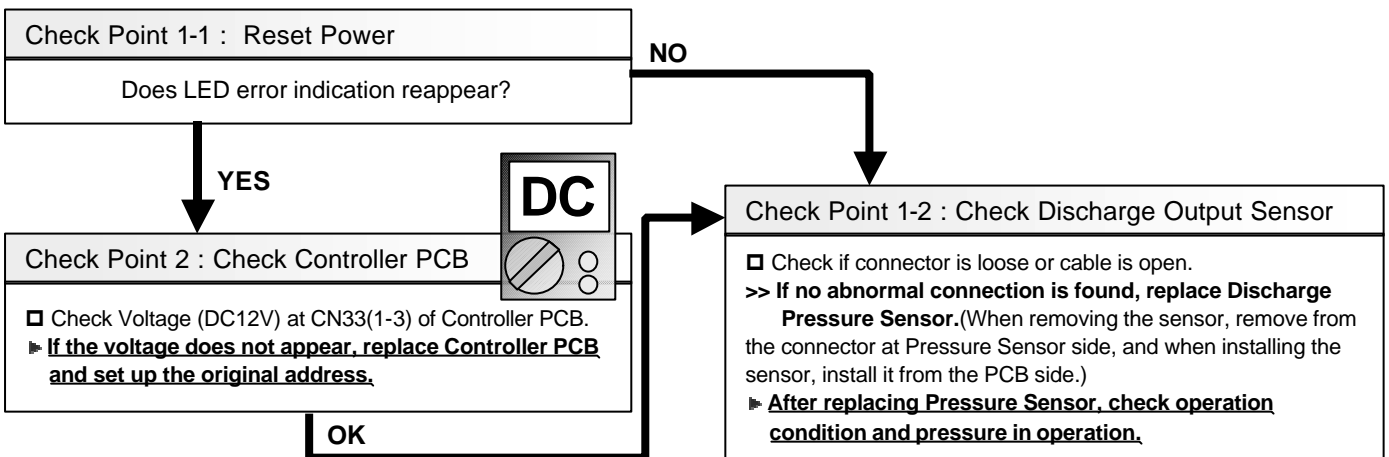 Check Point 1-1 : Reset Power
Does LED error indication reappear?
NO
YES
DC
Check Point 2 : Check Controller PCB
Check Voltage (DC12V) at CN33(1-3) of Controller PCB.
If the voltage does not appear, replace Controller PCB
and set up the original address.
OK
Check Point 1-2 : Check Discharge Output Sensor
Check if connector is loose or cable is open.
>> If no abnormal connection is found, replace Discharge
Pressure Sensor.(When removing the sensor, remove from
the connector at Pressure Sensor side, and when installing the
sensor, install it from the PCB side.)
After replacing Pressure Sensor, check operation
condition and pressure in operation.